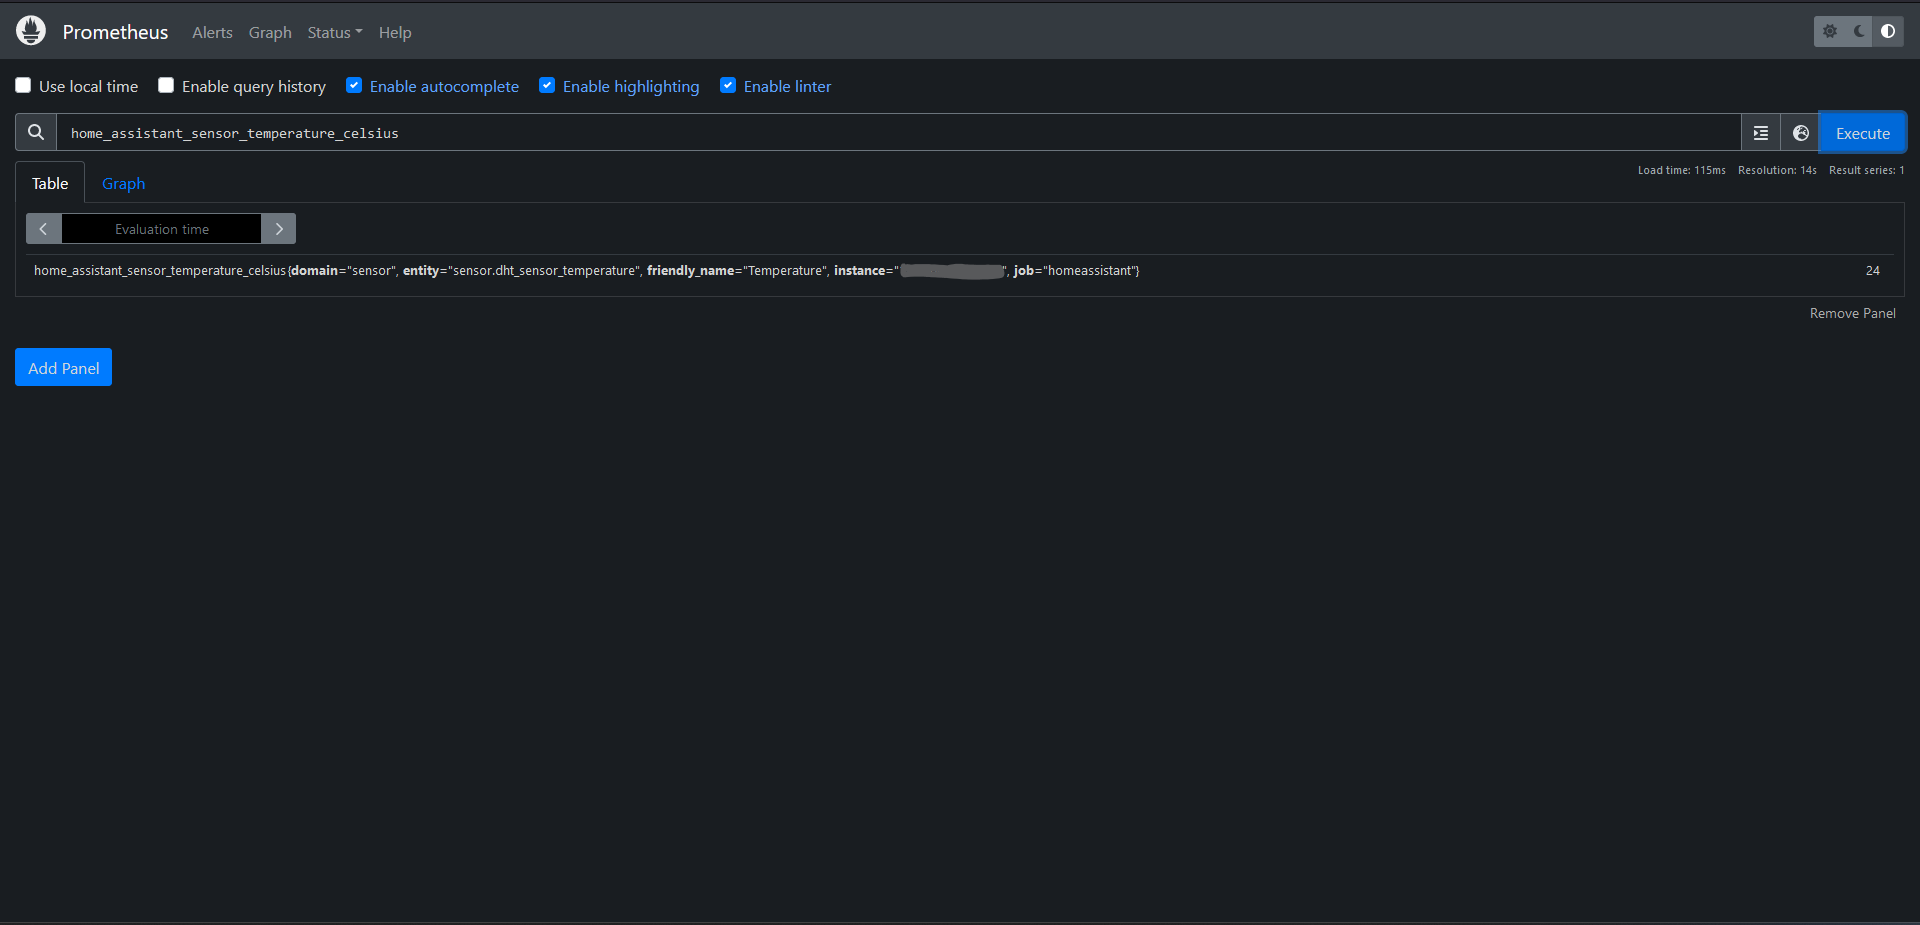 Prometheus Alerts Graph Status Help
Use local time Enable query history Enable autocomplete Enable highlighting Enable linter
home_assistant_sensor_temperature_celsius Execute
Table Graph Load time: 115ms Resolution: 14s Result series: 1
Evaluation time
home_assistant_sensor_temperature_celsius{domain="sensor", entity="sensor.dht_sensor_temperature", friendly_name="Temperature", instance="", job="homeassistant"} 24
Remove Panel
Add Panel